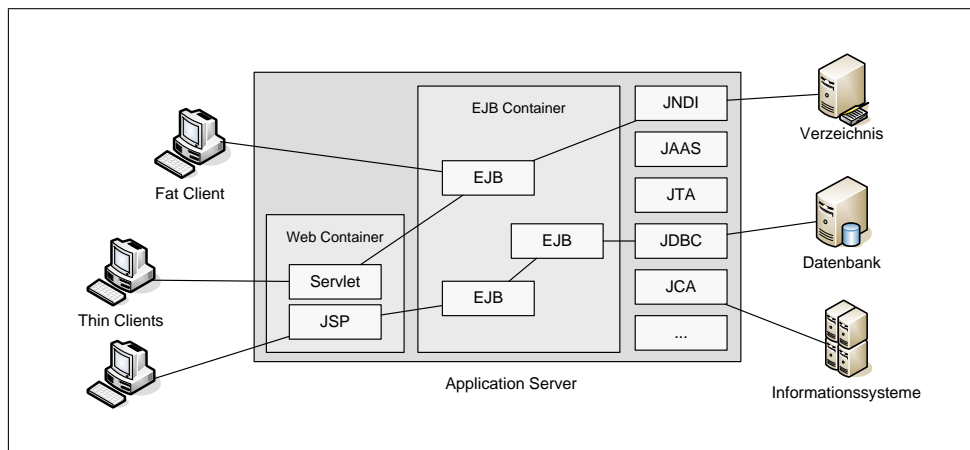 EJB Container
JNDI
Verzeichnis
JAAS
EJB
Fat Client
JTA
Web Container
EJB
JDBC
Datenbank
Servlet
JCA
EJB
Thin Clients
JSP
...
Application Server
Informationssysteme